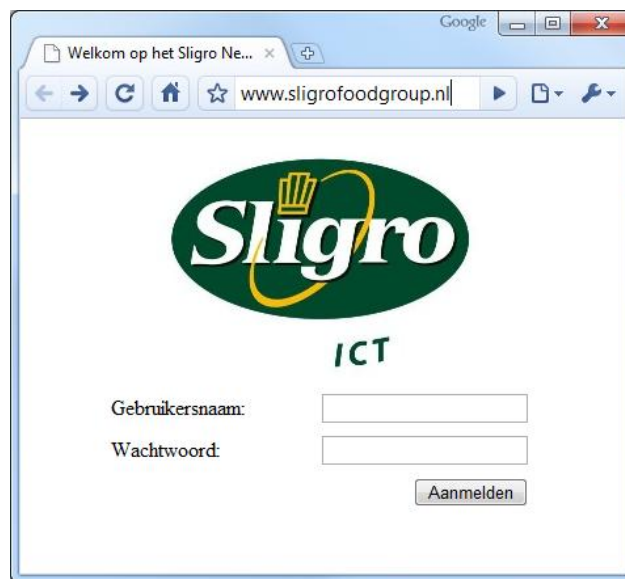 Google
Welkom op het Sligro Ne...
www.sligrofoodgroup.nl
Sligro
ICT
Gebruikersnaam:
Wachtwoord:
Aanmelden